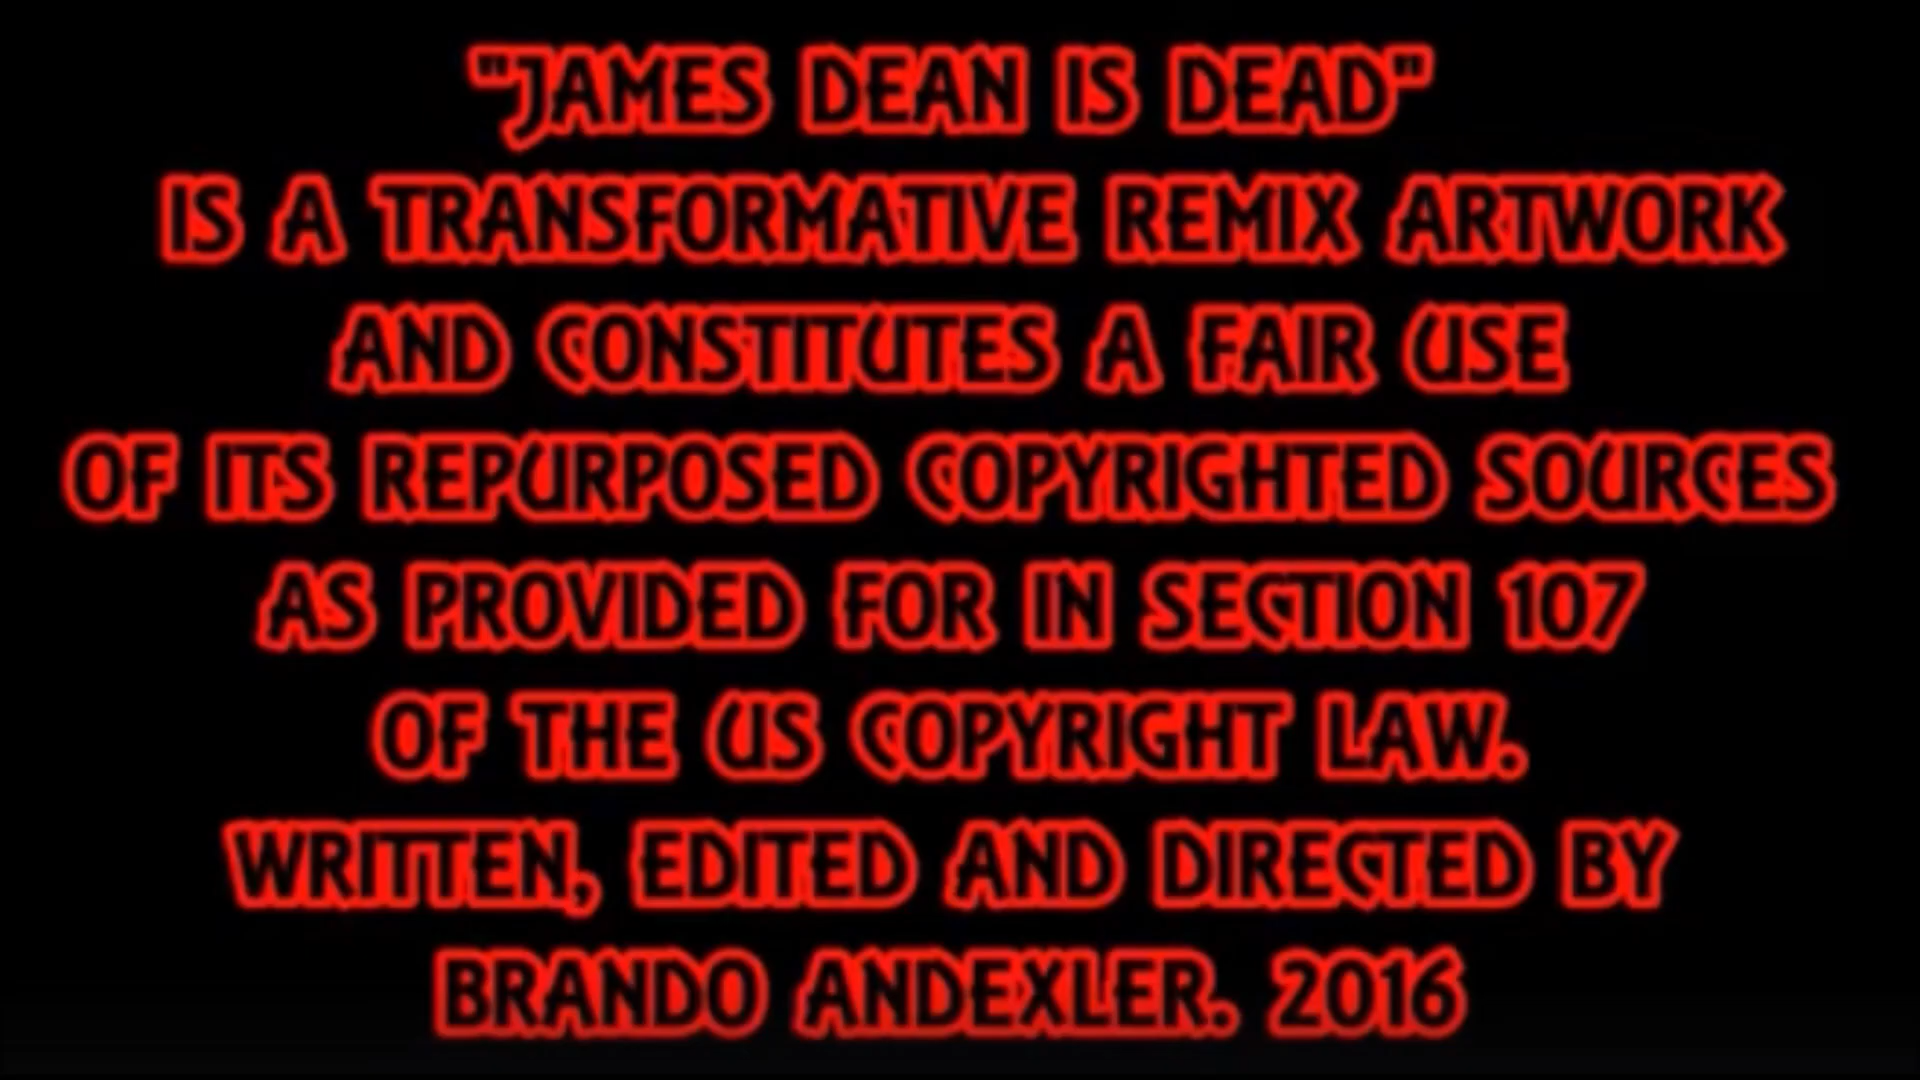 "JAMES DEAN IS DEAD"
IS A TRANSFORMATIVE REMIX ARTWORK
AND CONSTITUTES A FAIR USE
OF ITS REPURPOSED COPYRIGHTED SOURCES
AS PROVIDED FOR IN SECTION 107
OF THE US COPYRIGHT LAW.
WRITTEN, EDITED AND DIRECTED BY
BRANDO ANDEXLER. 2016